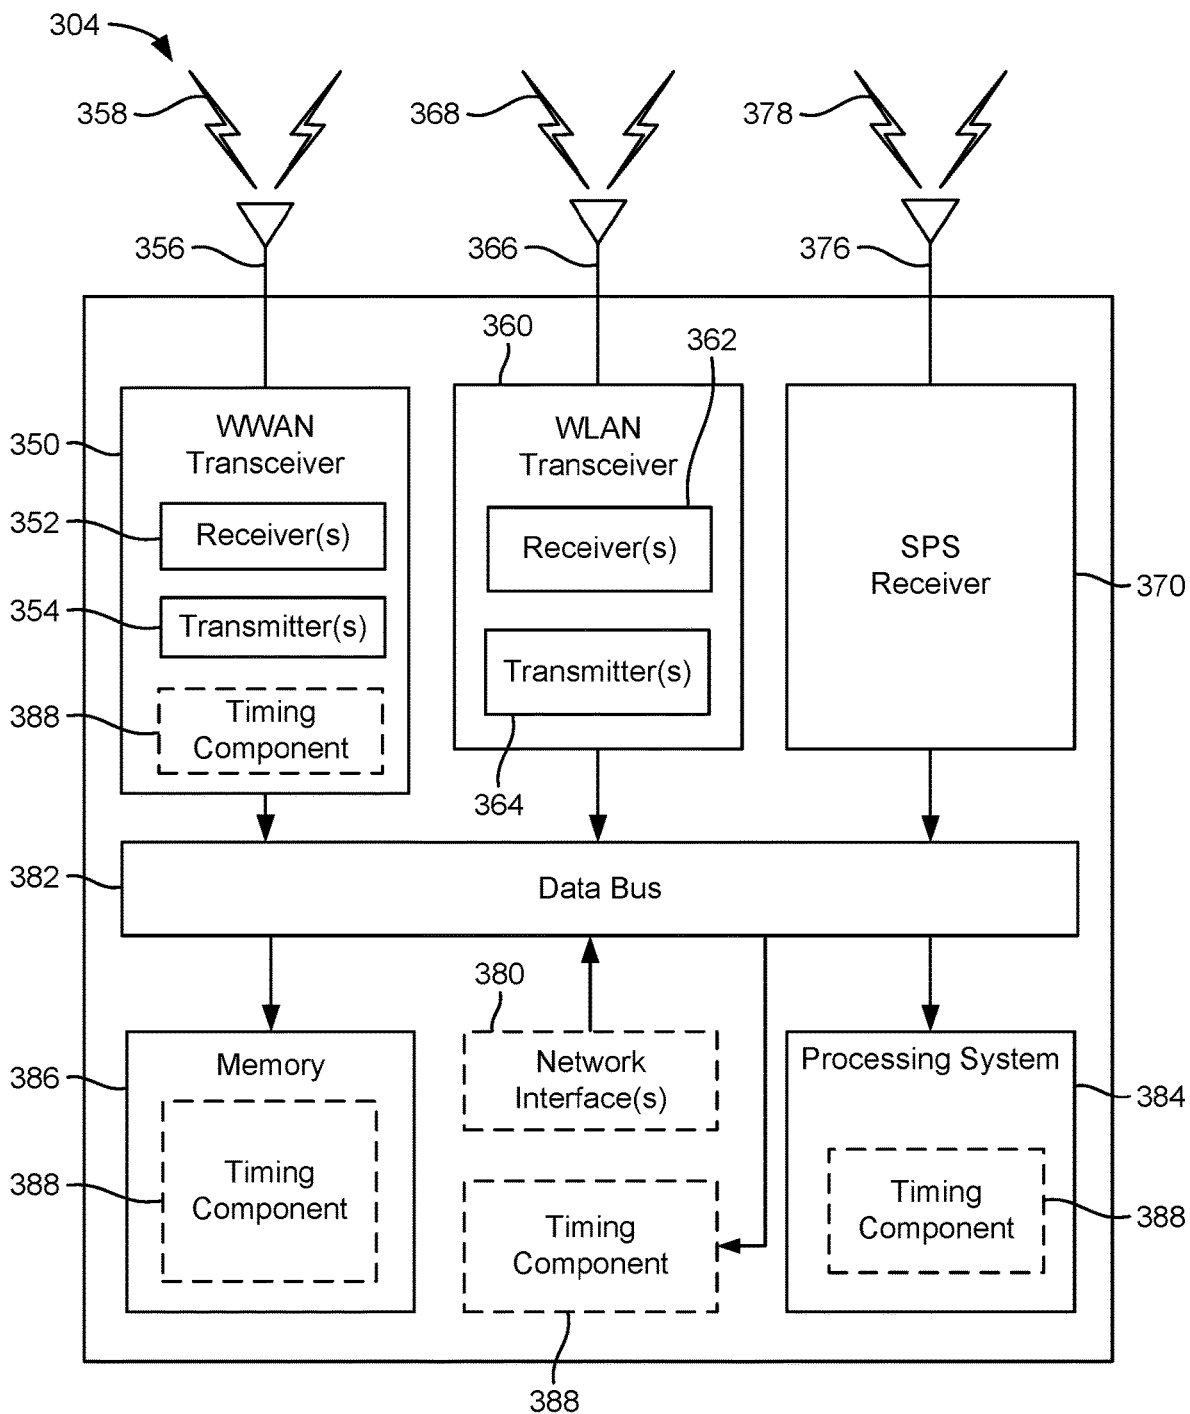 304
358
368
378
356
366
376
360
362
WWAN
Transceiver
350
WLAN
Transceiver
352
Receiver(s)
Receiver(s)
SPS
Receiver
370
354
Transmitter(s)
Transmitter(s)
388
Timing
Component
364
382
Data Bus
380
386
Memory
Network
Interface(s)
Processing System
384
388
Timing
Component
Timing
Component
Timing
Component
388
388